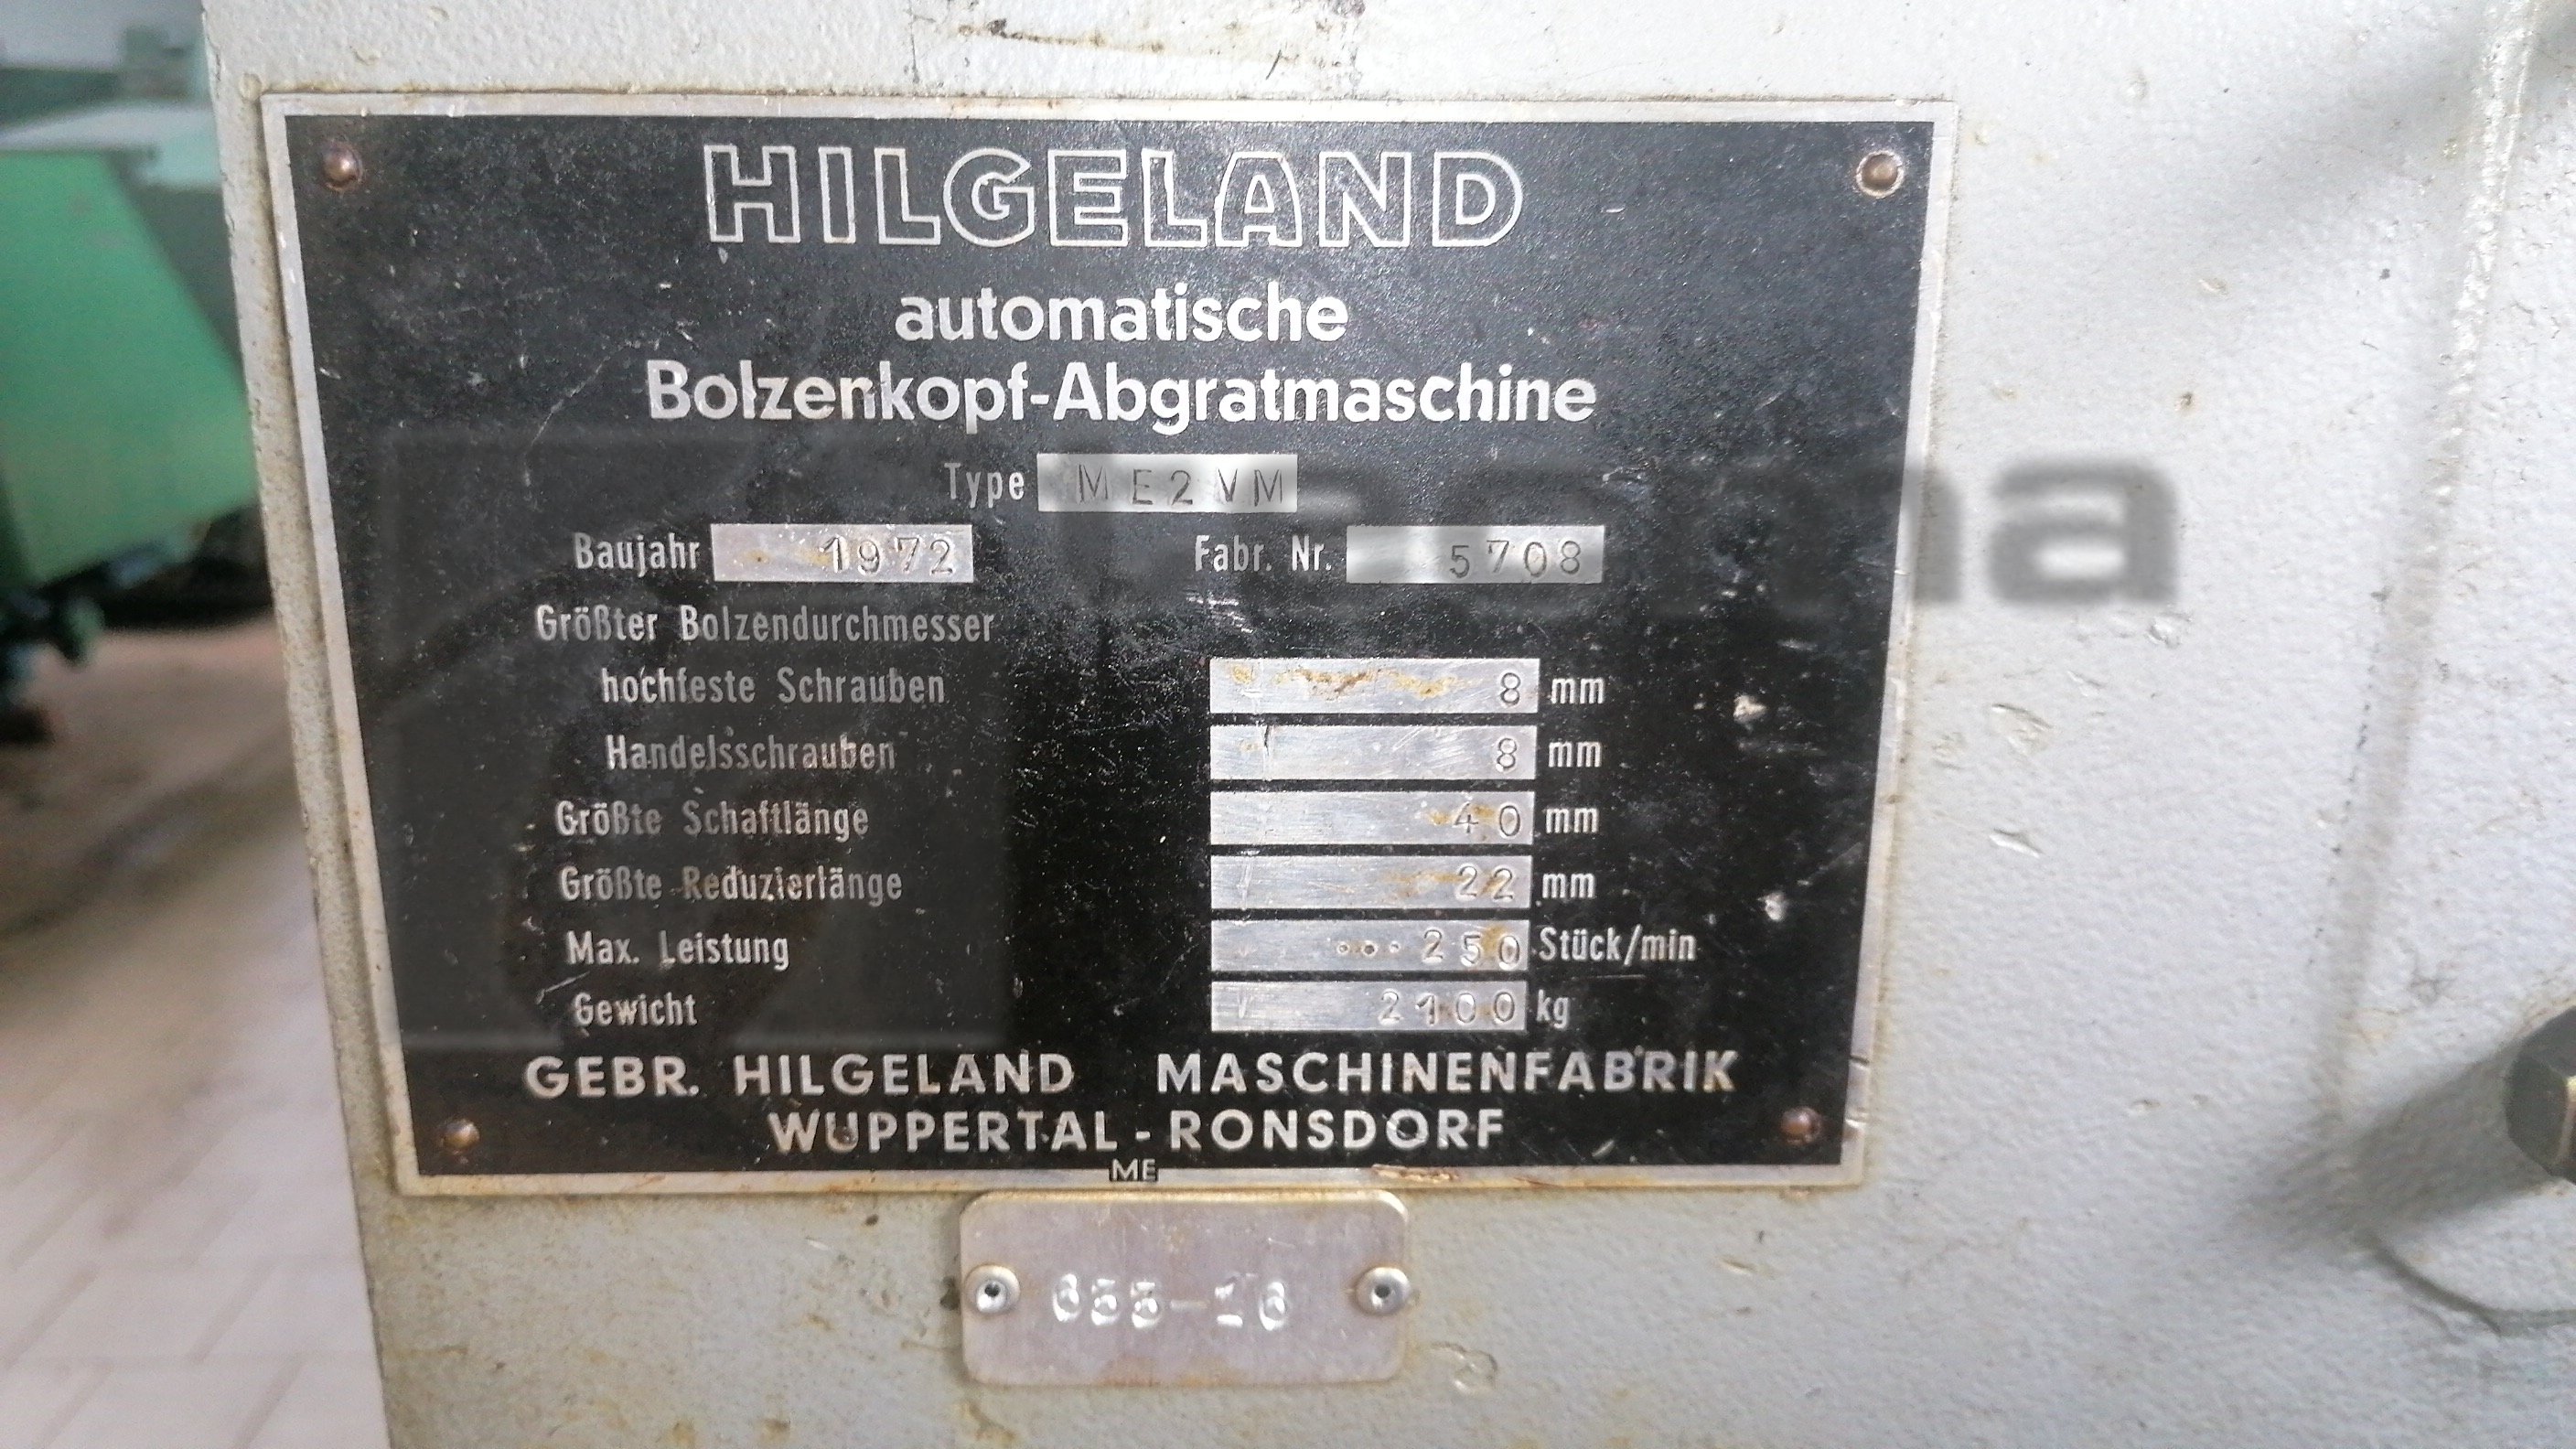 HILGELAND
automatische
Bolzenkopf-Abgratmaschine
Type ME2VM
Baujahr 1972 Fabr. Nr. 5708
Größter Bolzendurchmesser
hochfeste Schrauben 8 mm
Handelsschrauben 8 mm
Größte Schaftlänge 40 mm
Größte Reduzierlänge 22 mm
Max. Leistung ...250 Stück/min
Gewicht 2100 kg
GEBR. HILGELAND MASCHINENFABRIK
WUPPERTAL-RONSDORF
ME